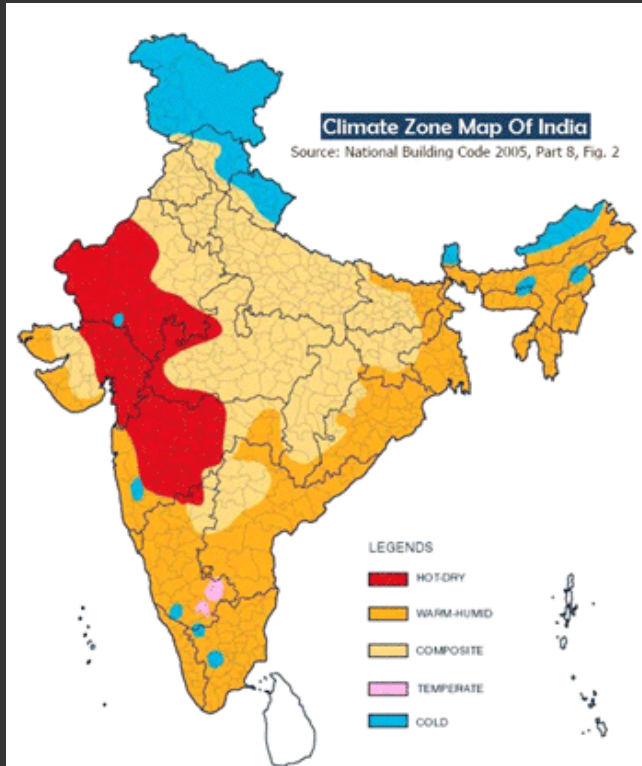 Climate Zone Map Of India
Source: National Building Code 2005, Part 8, Fig. 2
LEGENDS
HOT-DRY
WARM-HUMID
COMPOSITE
TEMPERATE
COLD